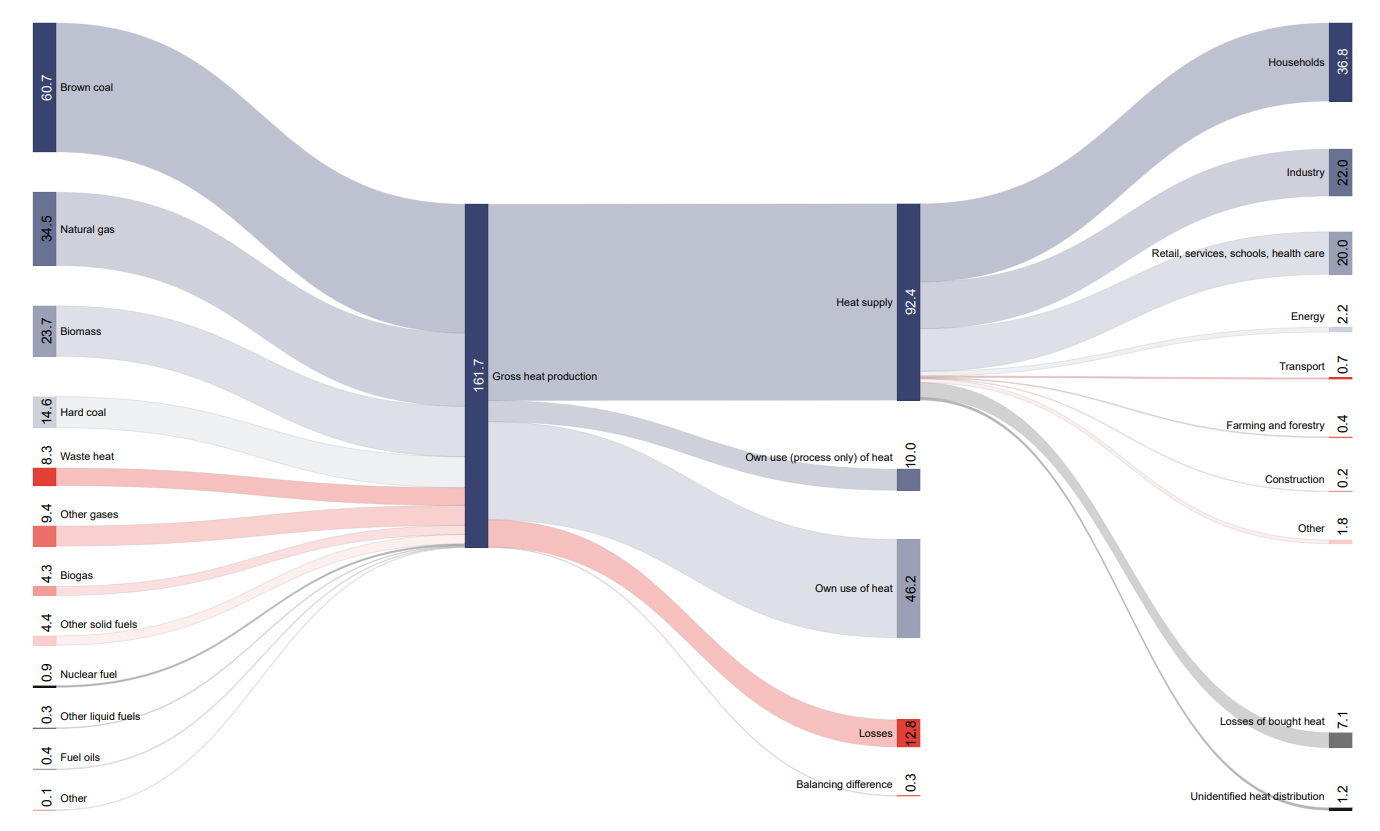 60.7
Brown coal
34.5
Natural gas
23.7
Biomass
14.6
Hard coal
8.3
Waste heat
9.4
Other gases
4.3
Biogas
4.4
Other solid fuels
0.9
Nuclear fuel
0.3
Other liquid fuels
0.4
Fuel oils
0.1
Other
161.7
Gross heat production
Heat supply
92.4
Own use (process only) of heat
10.0
Own use of heat
46.2
Losses
12.8
Balancing difference
0.3
Households
36.8
Industry
22.0
Retail, services, schools, health care
20.0
Energy
2.2
Transport
0.7
Farming and forestry
0.4
Construction
0.2
Other
1.8
Losses of bought heat
7.1
Unidentified heat distribution
1.2